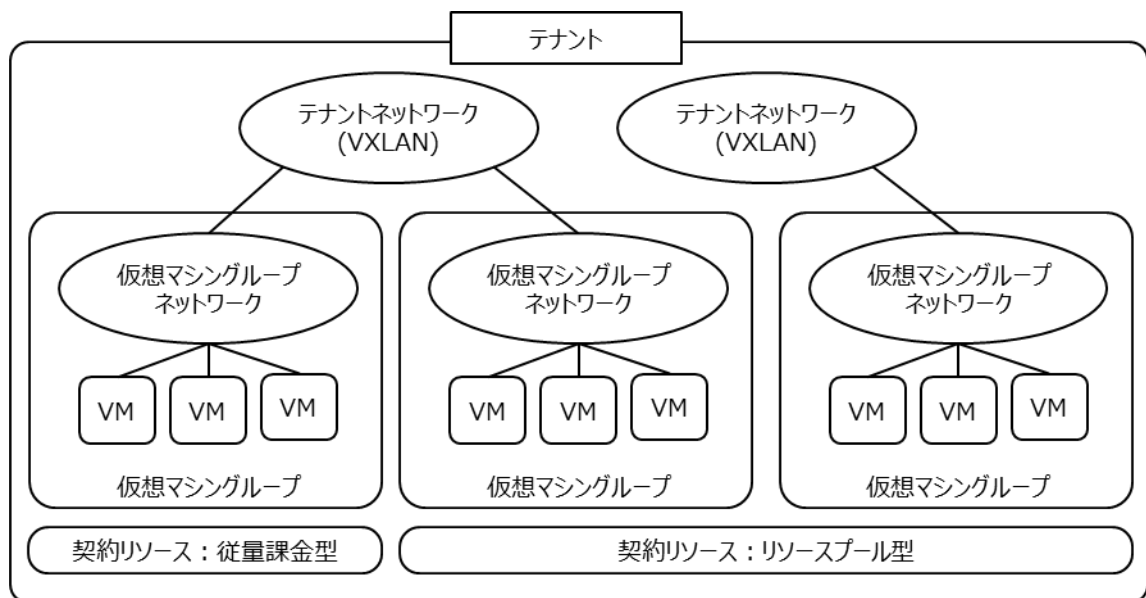 テナント
テナントネットワーク
(VXLAN)
テナントネットワーク
(VXLAN)
仮想マシングループ
ネットワーク
VM
VM
VM
仮想マシングループ
仮想マシングループ
ネットワーク
VM
VM
VM
仮想マシングループ
仮想マシングループ
ネットワーク
VM
VM
VM
仮想マシングループ
契約リソース：従量課金型
契約リソース：リソースプール型